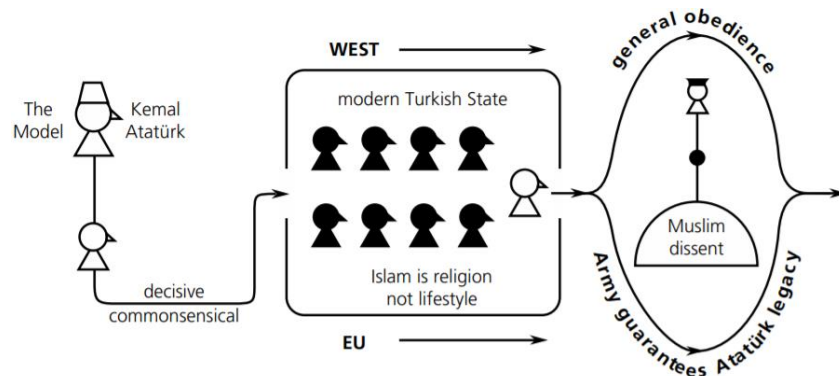 The
Model
Kemal
Atatürk
decisive
commonsensical
WEST
modern Turkish State
Islam is religion
not lifestyle
EU
general obedience
Muslim
dissent
Army guarantees Atatürk legacy